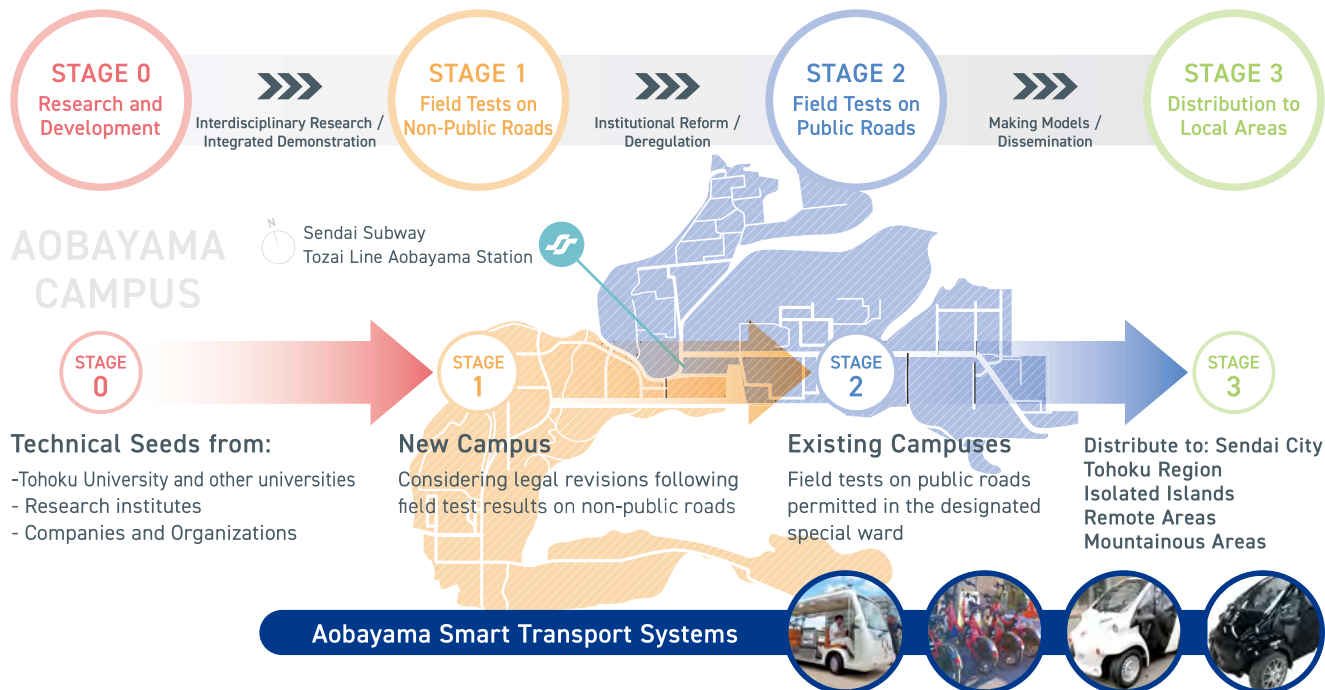 STAGE 0
Research and
Development
Interdisciplinary Research /
Integrated Demonstration
STAGE 1
Field Tests on
Non-Public Roads
Institutional Reform /
Deregulation
STAGE 2
Field Tests on
Public Roads
Making Models /
Dissemination
STAGE 3
Distribution to
Local Areas
AOBAYAMA
CAMPUS
N
Sendai Subway
Tozai Line Aobayama Station
STAGE
0
STAGE
1
STAGE
2
STAGE
3
Technical Seeds from:
-Tohoku University and other universities
- Research institutes
- Companies and Organizations
New Campus
Considering legal revisions following
field test results on non-public roads
Existing Campuses
Field tests on public roads
permitted in the designated
special ward
Distribute to: Sendai City
Tohoku Region
Isolated Islands
Remote Areas
Mountainous Areas
Aobayama Smart Transport Systems